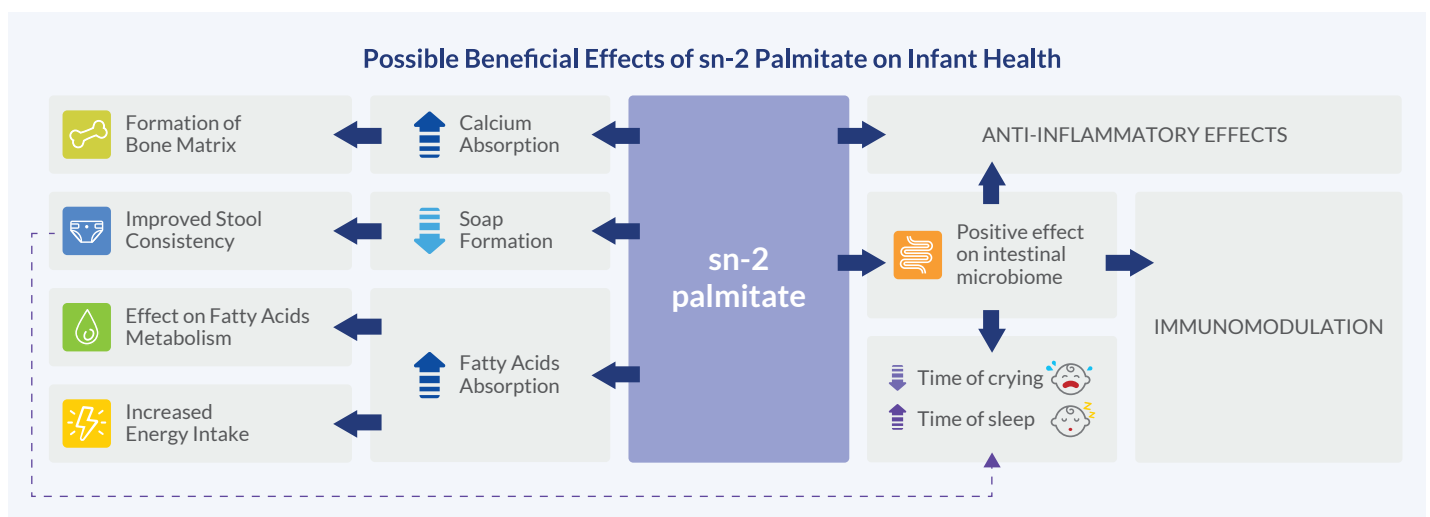 Possible Beneficial Effects of sn-2 Palmitate on Infant Health
Formation of
Bone Matrix
Calcium
Absorption
Improved Stool
Consistency
Soap
Formation
Effect on Fatty Acids
Metabolism
Increased
Energy Intake
Fatty Acids
Absorption
sn-2
palmitate
ANTI-INFLAMMATORY EFFECTS
Positive effect
on intestinal
microbiome
IMMUNOMODULATION
Time of crying
Time of sleep
z
z
z